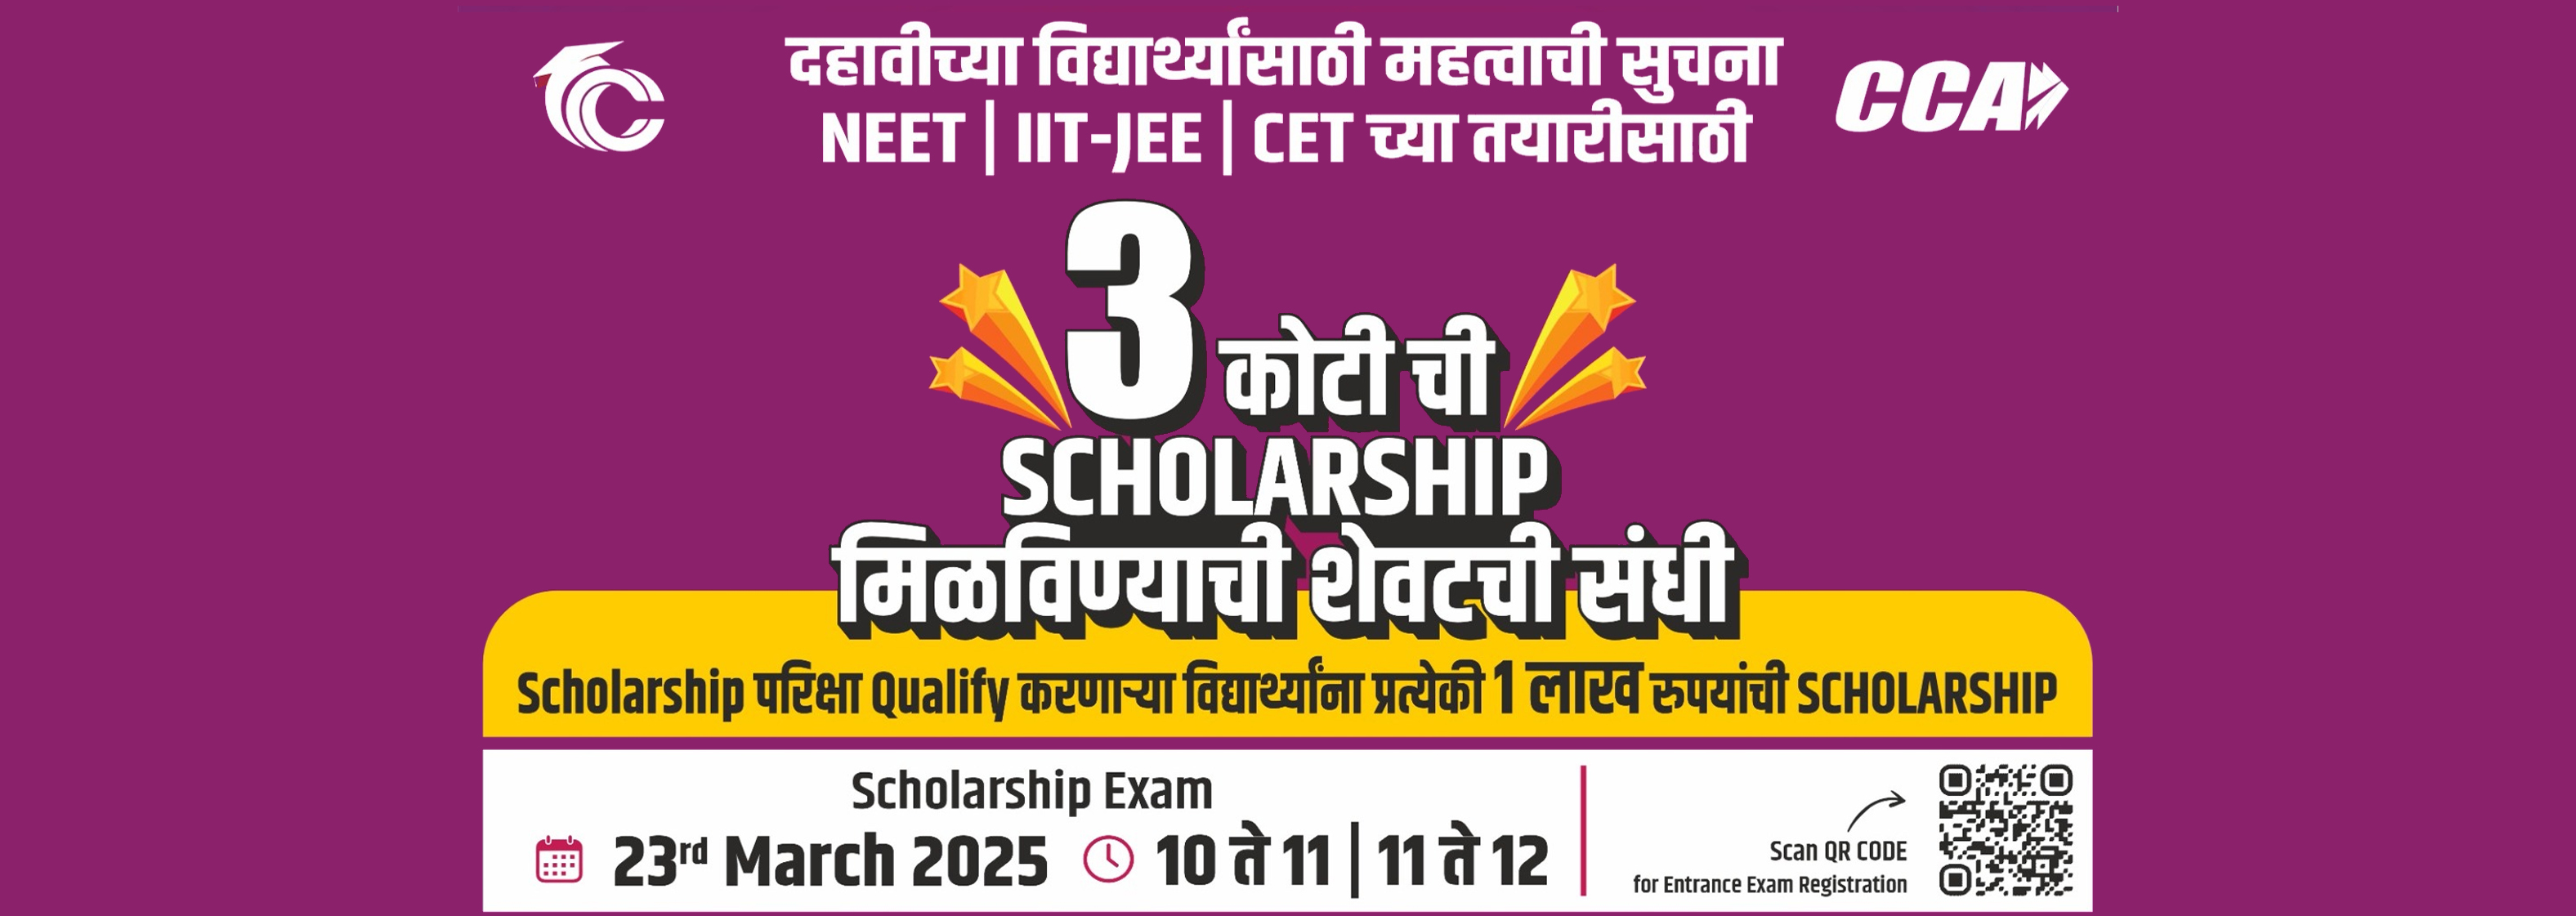 दहावीच्या विद्यार्थ्यांसाठी महत्वाची सुचना
NEET | IIT-JEE | CET च्या तयारीसाठी
CCA
3 कोटी ची
SCHOLARSHIP
मिळविण्याची शेवटची संधी
Scholarship परिक्षा Qualify करणाऱ्या विद्यार्थ्यांना प्रत्येकी 1 लाख रुपयांची SCHOLARSHIP
Scholarship Exam
23rd March 2025 10 ते 11 | 11 ते 12
Scan QR CODE
for Entrance Exam Registration